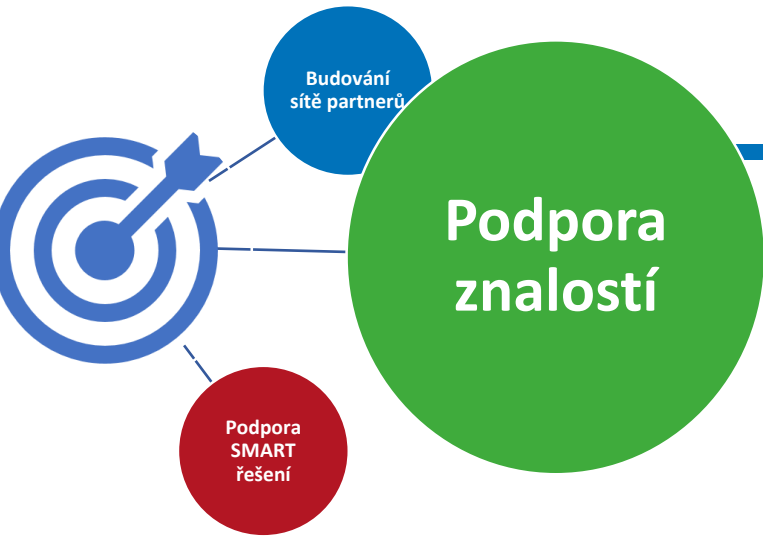 Budování
sítě partnerů
Podpora
znalostí
Podpora
SMART
řešení